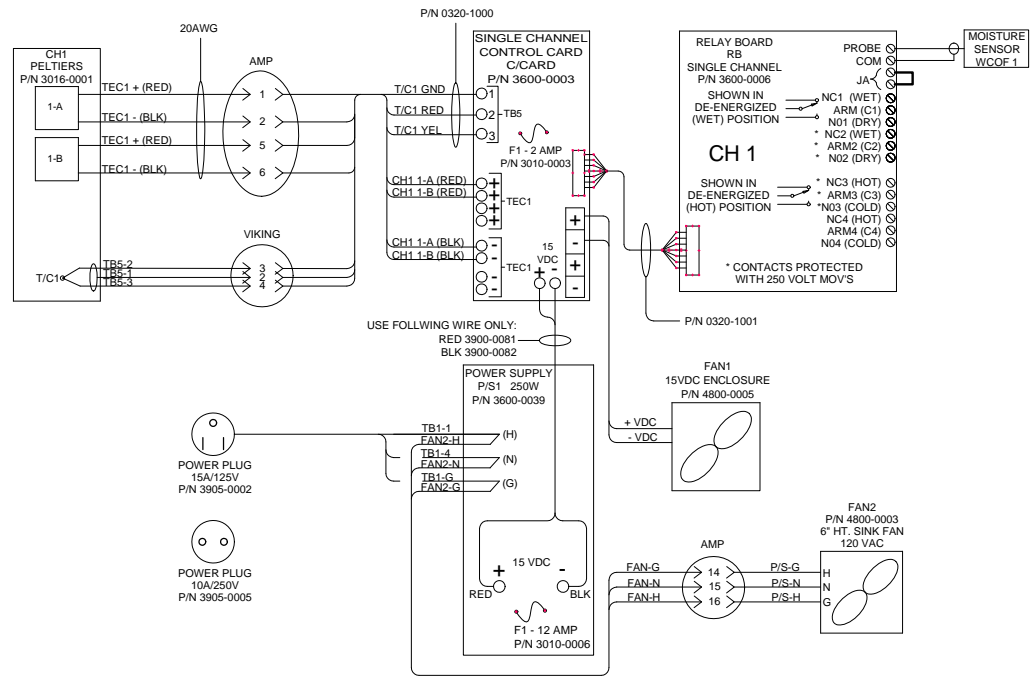 P/N 0320-1000
20AWG
CH1
PELTIERS
P/N 3016-0001
1-A
1-B
TEC1 + (RED)
TEC1 - (BLK)
TEC1 + (RED)
TEC1 - (BLK)
AMP
1
2
5
6
VIKING
T/C1
TB5-2
TB5-1
TB5-3
3
2
4
SINGLE CHANNEL
CONTROL CARD
C/CARD
P/N 3600-0003
T/C1 GND
T/C1 RED
T/C1 YEL
1
2
3
TB5
F1 - 2 AMP
P/N 3010-0003
CH1 1-A (RED)
CH1 1-B (RED)
+
+
+
+
TEC1
CH1 1-A (BLK)
CH1 1-B (BLK)
-
-
-
-
TEC1
15
VDC
+ -
+
-
+
-
RELAY BOARD
RB
SINGLE CHANNEL
P/N 3600-0006
SHOWN IN
DE-ENERGIZED
(WET) POSITION
CH 1
SHOWN IN
DE-ENERGIZED
(HOT) POSITION
PROBE
COM
JA
NC1 (WET)
ARM (C1)
N01 (DRY)
* NC2 (WET)
* ARM2 (C2)
* N02 (DRY)
* NC3 (HOT)
* ARM3 (C3)
*N03 (COLD)
NC4 (HOT)
ARM4 (C4)
N04 (COLD)
* CONTACTS PROTECTED
WITH 250 VOLT MOV'S
MOISTURE
SENSOR
WCOF 1
P/N 0320-1001
USE FOLLWING WIRE ONLY:
RED 3900-0081
BLK 3900-0082
POWER SUPPLY
P/S1 250W
P/N 3600-0039
TB1-1
FAN2-H
(H)
TB1-4
FAN2-N
(N)
TB1-G
FAN2-G
(G)
15 VDC
+
-
RED
BLK
F1 - 12 AMP
P/N 3010-0006
POWER PLUG
15A/125V
P/N 3905-0002
POWER PLUG
10A/250V
P/N 3905-0005
FAN1
15VDC ENCLOSURE
P/N 4800-0005
+ VDC
- VDC
FAN2
P/N 4800-0003
6" HT. SINK FAN
120 VAC
AMP
FAN-G
FAN-N
FAN-H
14
15
16
P/S-G
P/S-N
P/S-H
H
N
G